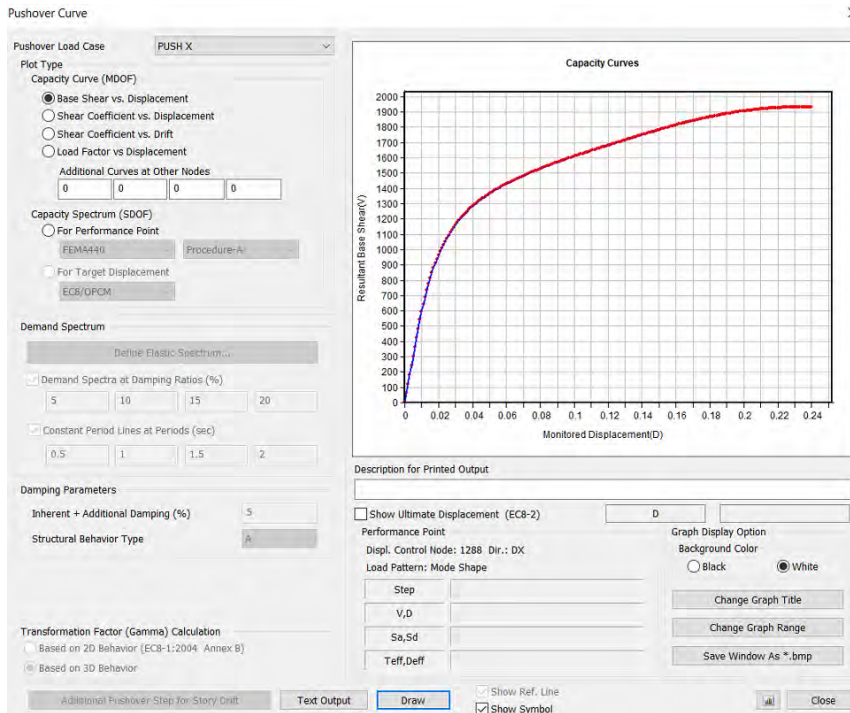 Pushover Curve
Pushover Load Case PUSH X
Plot Type
Capacity Curve (MDOF)
Base Shear vs. Displacement
Shear Coefficient vs. Displacement
Shear Coefficient vs. Drift
Load Factor vs Displacement
Additional Curves at Other Nodes
0 0 0 0
Capacity Spectrum (SDOF)
For Performance Point
FEMA440 Procedure-A
For Target Displacement
EC8/OPCM
Demand Spectrum
Define Elastic Spectrum...
Demand Spectra at Damping Ratios (%)
5 10 15 20
Constant Period Lines at Periods (sec)
0.5 1 1.5 2
Damping Parameters
Inherent + Additional Damping (%) 5
Structural Behavior Type A
Transformation Factor (Gamma) Calculation
Based on 2D Behavior (EC8-1:2004 Annex B)
Based on 3D Behavior
Additional Pushover Step for Story Drift
Text Output
Draw
Capacity Curves
Resultant Base Shear(V)
2000
1900
1800
1700
1600
1500
1400
1300
1200
1100
1000
900
800
700
600
500
400
300
200
100
0
0 0.02 0.04 0.06 0.08 0.1 0.12 0.14 0.16 0.18 0.2 0.22 0.24
Monitored Displacement(D)
Description for Printed Output
Show Ultimate Displacement (EC8-2) D
Performance Point
Displ. Control Node: 1288 Dir.: DX
Load Pattern: Mode Shape
Step
V,D
Sa,Sd
Teff,Deff
Graph Display Option
Background Color
Black White
Change Graph Title
Change Graph Range
Save Window As *.bmp
Show Ref. Line
Show Symbol
Close